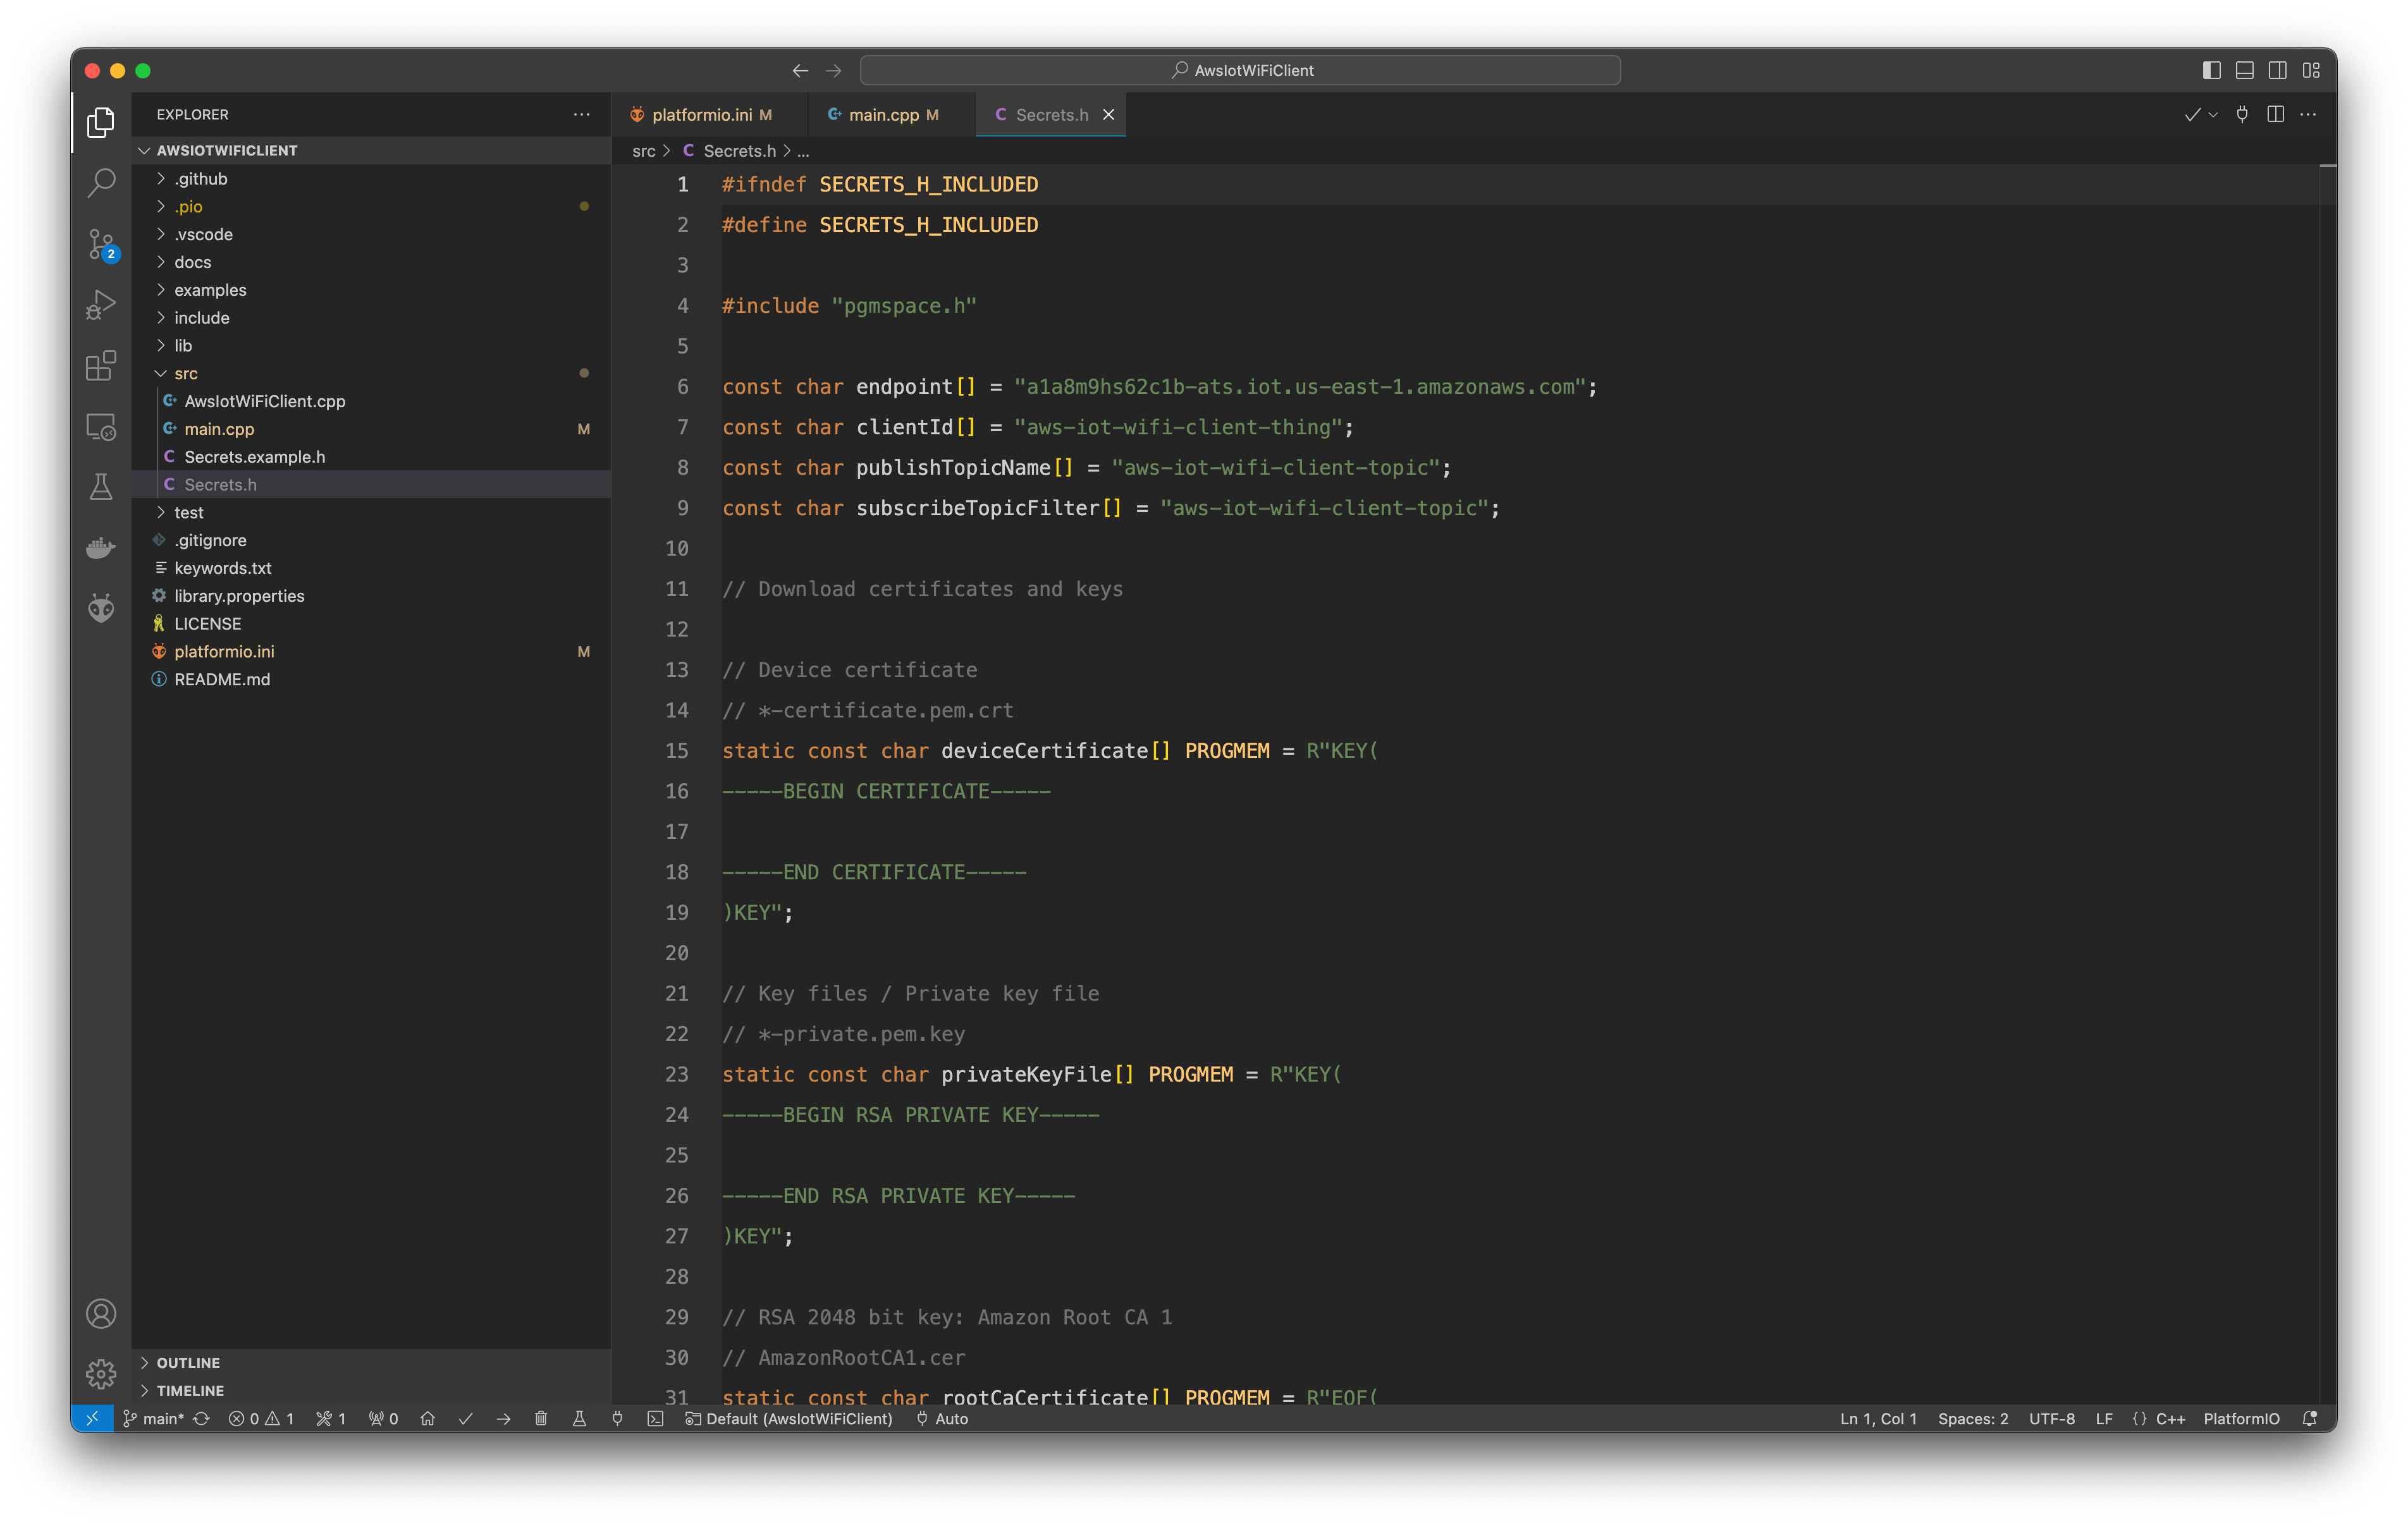 AwsIotWiFiClient
EXPLORER
AWSIOTWIFICLIENT
.github
.pio
.vscode
docs
examples
include
lib
src
AwsIotWiFiClient.cpp
main.cpp M
Secrets.example.h
Secrets.h
test
.gitignore
keywords.txt
library.properties
LICENSE
platformio.ini M
README.md
OUTLINE
TIMELINE
2
platformio.ini M main.cpp M Secrets.h
src > Secrets.h > ...
1 #ifndef SECRETS_H_INCLUDED
2 #define SECRETS_H_INCLUDED
3
4 #include "pgmspace.h"
5
6 const char endpoint[] = "a1a8m9hs62c1b-ats.iot.us-east-1.amazonaws.com";
7 const char clientId[] = "aws-iot-wifi-client-thing";
8 const char publishTopicName[] = "aws-iot-wifi-client-topic";
9 const char subscribeTopicFilter[] = "aws-iot-wifi-client-topic";
10
11 // Download certificates and keys
12
13 // Device certificate
14 // *-certificate.pem.crt
15 static const char deviceCertificate[] PROGMEM = R"KEY(
16 -----BEGIN CERTIFICATE-----
17
18 -----END CERTIFICATE-----
19 )KEY";
20
21 // Key files / Private key file
22 // *-private.pem.key
23 static const char privateKeyFile[] PROGMEM = R"KEY(
24 -----BEGIN RSA PRIVATE KEY-----
25
26 -----END RSA PRIVATE KEY-----
27 )KEY";
28
29 // RSA 2048 bit key: Amazon Root CA 1
30 // AmazonRootCA1.cer
31 static const char rootCaCertificate[] PROGMEM = R"EOF(
main* 0 1 1 0 Default (AwsIotWiFiClient) Auto Ln 1, Col 1 Spaces: 2 UTF-8 LF {} C++ PlatformIO